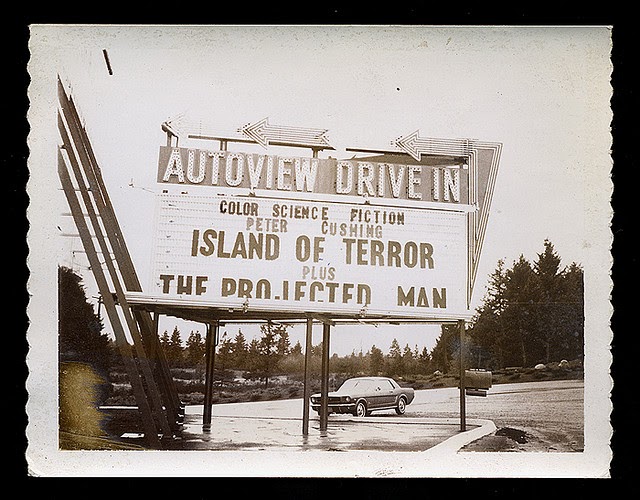 AUTOVIEW DRIVE IN
COLOR SCIENCE FICTION
PETER CUSHING
ISLAND OF TERROR
PLUS
THE PROJECTED MAN